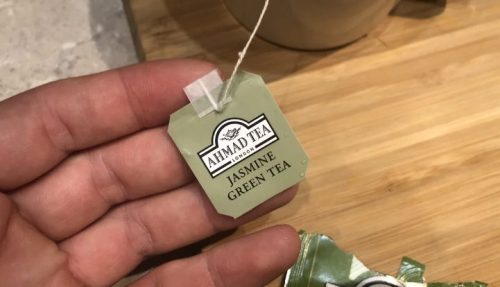 AHMAD TEA
LONDON
JASMINE
GREEN TEA